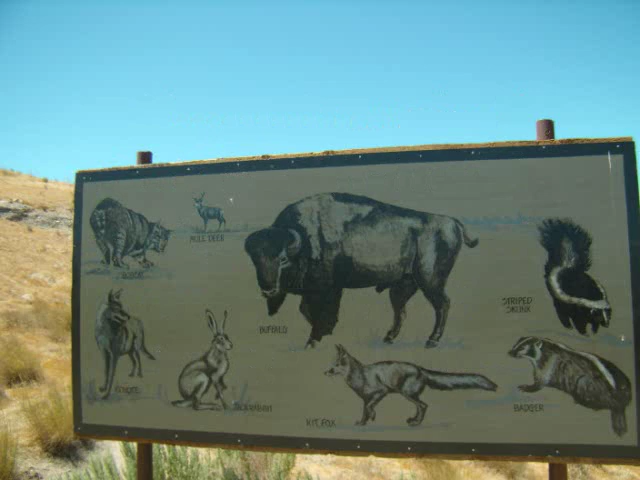 MULE DEER
BUFFALO
STRIPED
SKUNK
COYOTE
JACKRABBIT
KIT FOX
BADGER